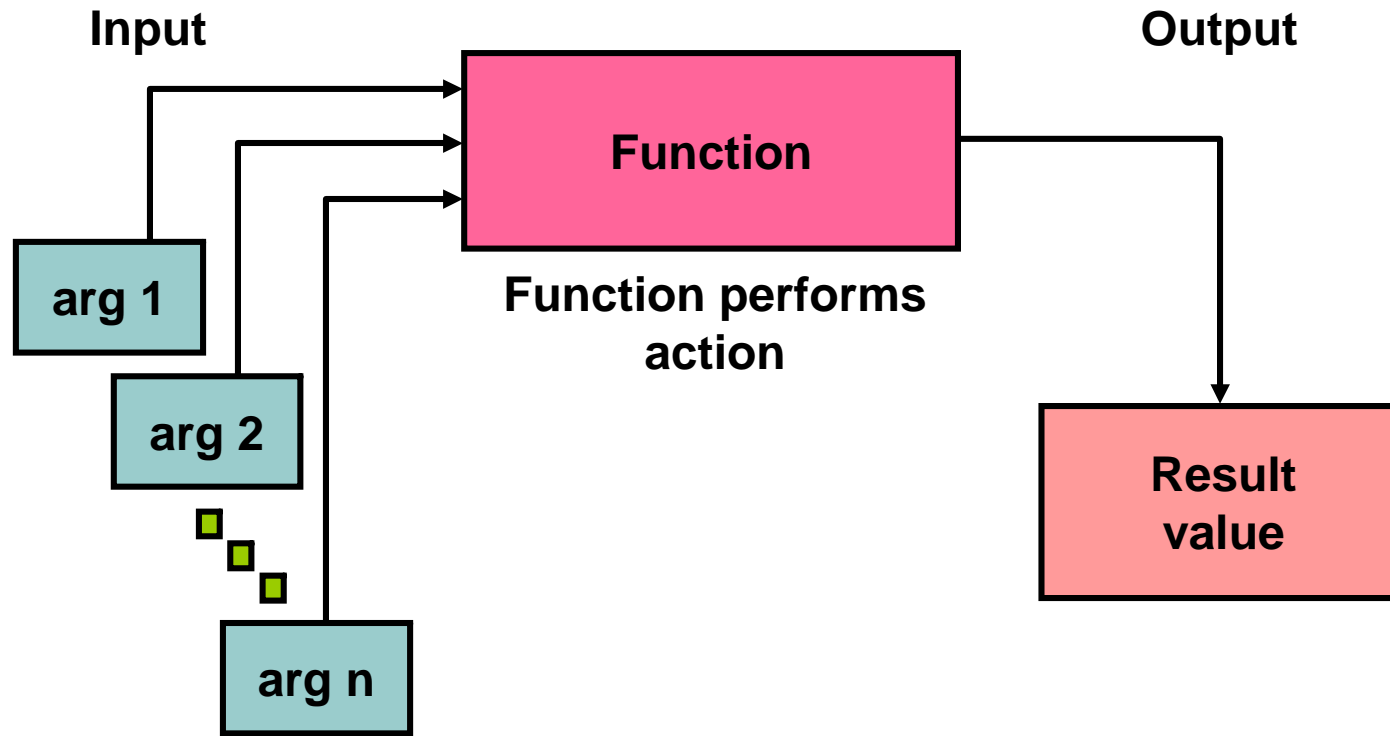 Input
Output
Function
arg 1
Function performs
action
arg 2
Result
value
arg n